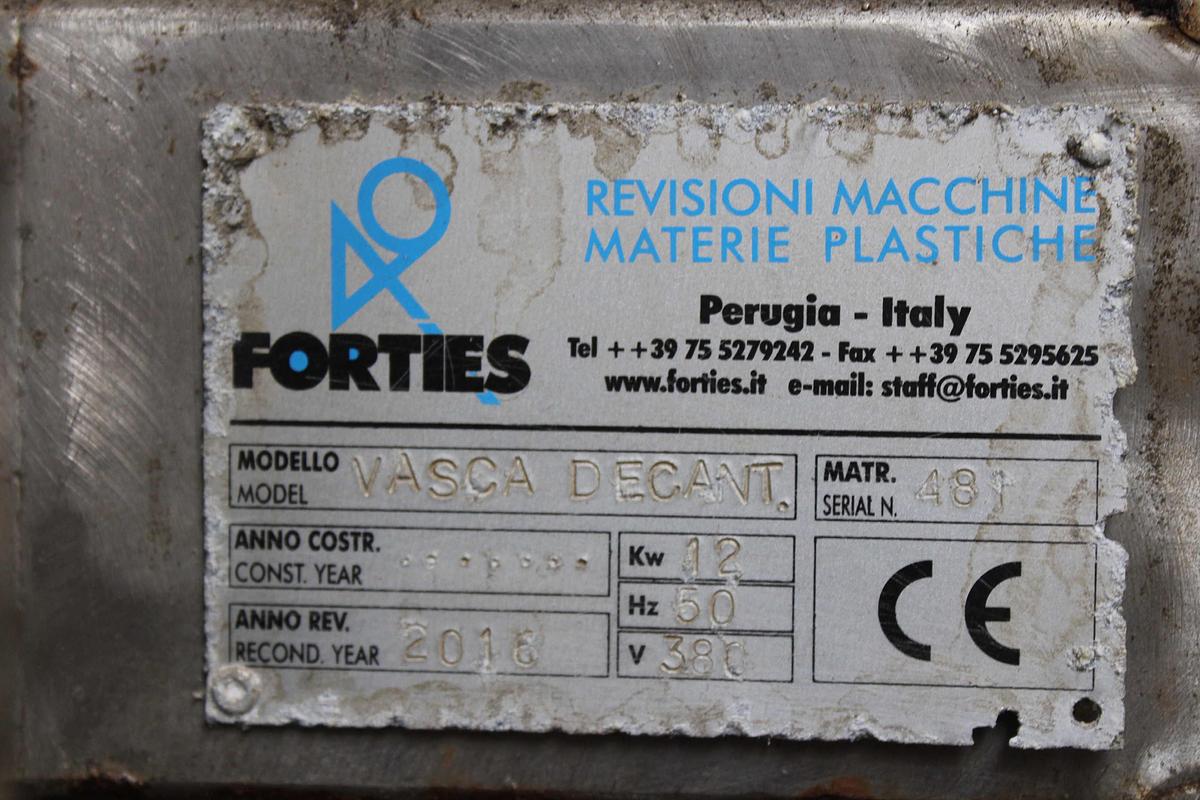 REVISIONI MACCHINE
MATERIE PLASTICHE
FORTIES
Perugia - Italy
Tel ++39 75 5279242 - Fax ++39 75 5295625
www.forties.it e-mail: staff@forties.it
MODELLO
MODEL
VASCA DECANT.
MATR.
SERIAL N.
481
ANNO COSTR.
CONST. YEAR
.......
Kw 12
Hz 50
V 380
ANNO REV.
RECOND. YEAR
2016
CE